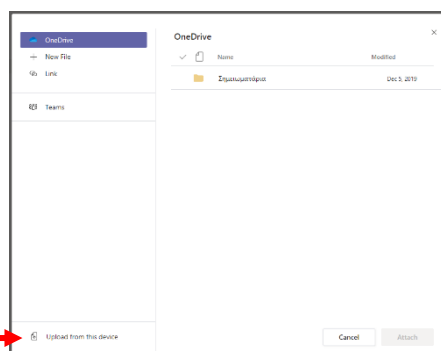 OneDrive
New File
Link
Teams
Upload from this device
OneDrive
Name Modified
Σημειωματάρια Dec 5, 2019
Cancel Attach